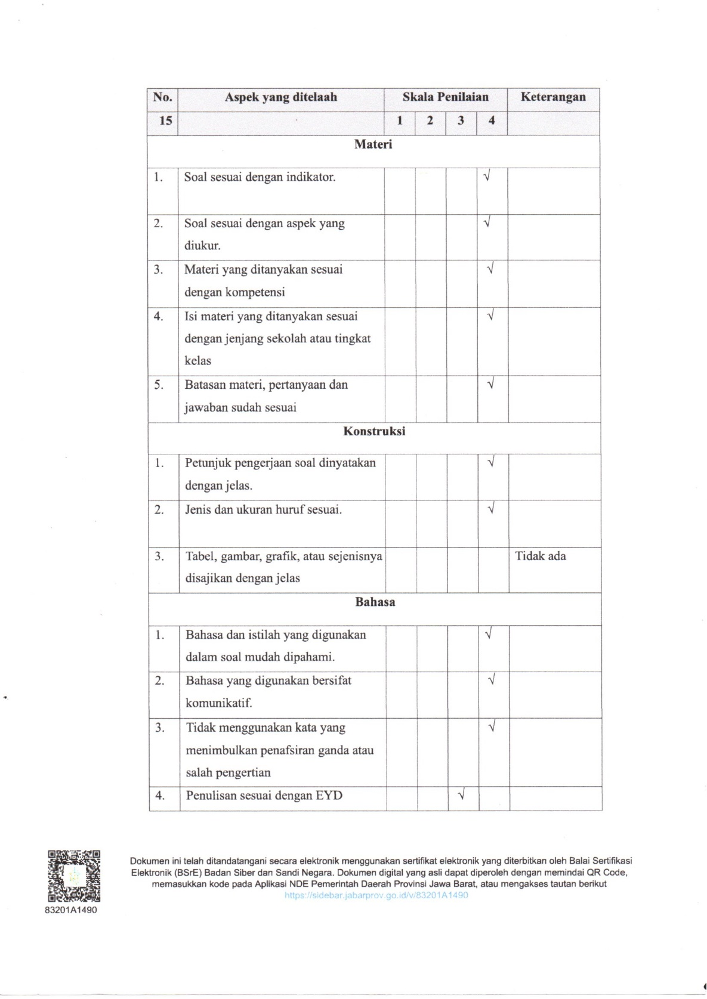 No. Aspek yang ditelaah Skala Penilaian Keterangan
15 1 2 3 4
Materi
1. Soal sesuai dengan indikator. √
2. Soal sesuai dengan aspek yang √
diukur.
3. Materi yang ditanyakan sesuai √
dengan kompetensi
4. Isi materi yang ditanyakan sesuai √
dengan jenjang sekolah atau tingkat
kelas
5. Batasan materi, pertanyaan dan √
jawaban sudah sesuai
Konstruksi
1. Petunjuk pengerjaan soal dinyatakan √
dengan jelas.
2. Jenis dan ukuran huruf sesuai. √
3. Tabel, gambar, grafik, atau sejenisnya Tidak ada
disajikan dengan jelas
Bahasa
1. Bahasa dan istilah yang digunakan √
dalam soal mudah dipahami.
2. Bahasa yang digunakan bersifat √
komunikatif.
3. Tidak menggunakan kata yang √
menimbulkan penafsiran ganda atau
salah pengertian
4. Penulisan sesuai dengan EYD √
Dokumen ini telah ditandatangani secara elektronik menggunakan sertifikat elektronik yang diterbitkan oleh Balai Sertifikasi
Elektronik (BSrE) Badan Siber dan Sandi Negara. Dokumen digital yang asli dapat diperoleh dengan memindai QR Code,
memasukkan kode pada Aplikasi NDE Pemerintah Daerah Provinsi Jawa Barat, atau mengakses tautan berikut
https://sidebar.jabarprov.go.id/v/83201A1490
83201A1490